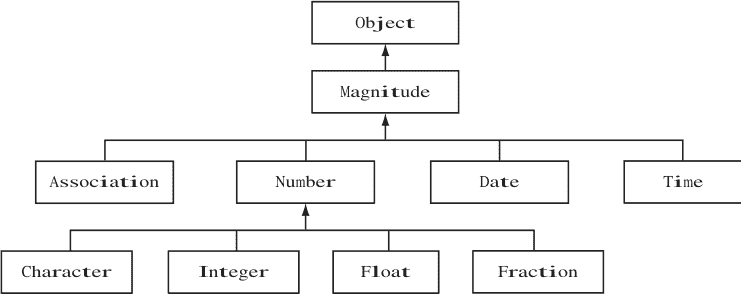 Object
Magnitude
Association Number Date Time
Character Integer Float Fraction